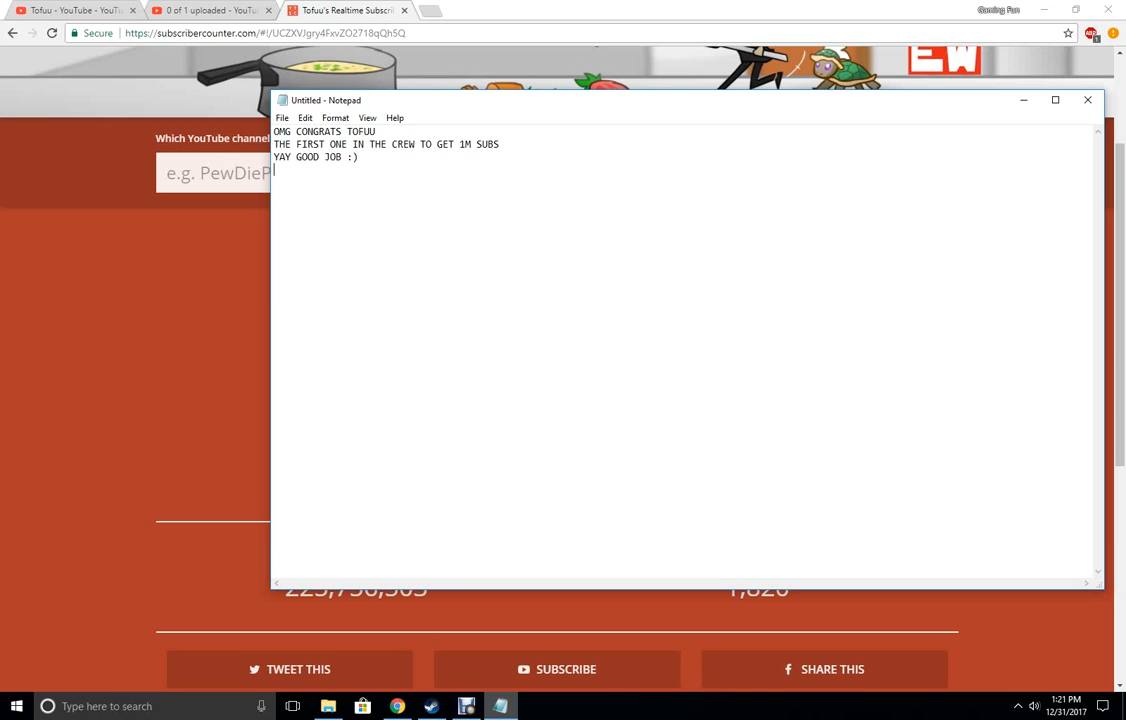 Tofuu - YouTube - YouTu
0 of 1 uploaded - YouTu
Tofuu's Realtime Subscri
Gaming Fun
Secure
https://subscribercounter.com/#!/UCZXVJgry4FxvZO2718qQh5Q
EW
Untitled - Notepad
File Edit Format View Help
OMG CONGRATS TOFUU
THE FIRST ONE IN THE CREW TO GET 1M SUBS
YAY GOOD JOB :)
Which YouTube channel
e.g. PewDieP
TWEET THIS
SUBSCRIBE
SHARE THIS
Type here to search
1:21 PM
12/31/2017